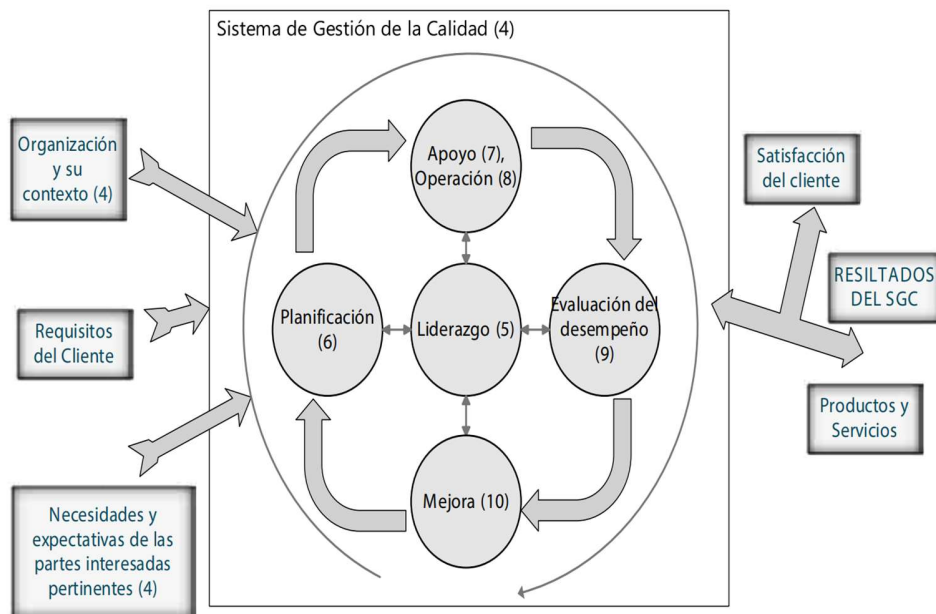 Sistema de Gestión de la Calidad (4)
Organización
y su
contexto (4)
Requisitos
del Cliente
Necesidades y
expectativas de las
partes interesadas
pertinentes (4)
Apoyo (7),
Operación (8)
Planificación
(6)
Liderazgo (5)
Evaluación del
desempeño
(9)
Mejora (10)
Satisfacción
del cliente
RESILTADOS
DEL SGC
Productos y
Servicios